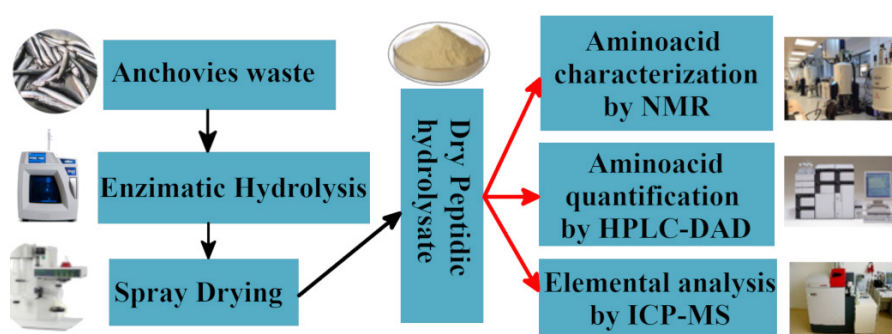 Anchovies waste
Enzimatic Hydrolysis
Spray Drying
Dry Peptidic
hydrolysate
Aminoacid
characterization
by NMR
Aminoacid
quantification
by HPLC-DAD
Elemental analysis
by ICP-MS